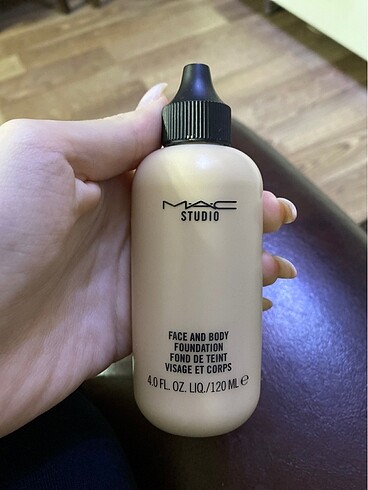 M·A·C
STUDIO
FACE AND BODY
FOUNDATION
FOND DE TEINT
VISAGE ET CORPS
4.0 FL. OZ. LIQ./120 ML ℮